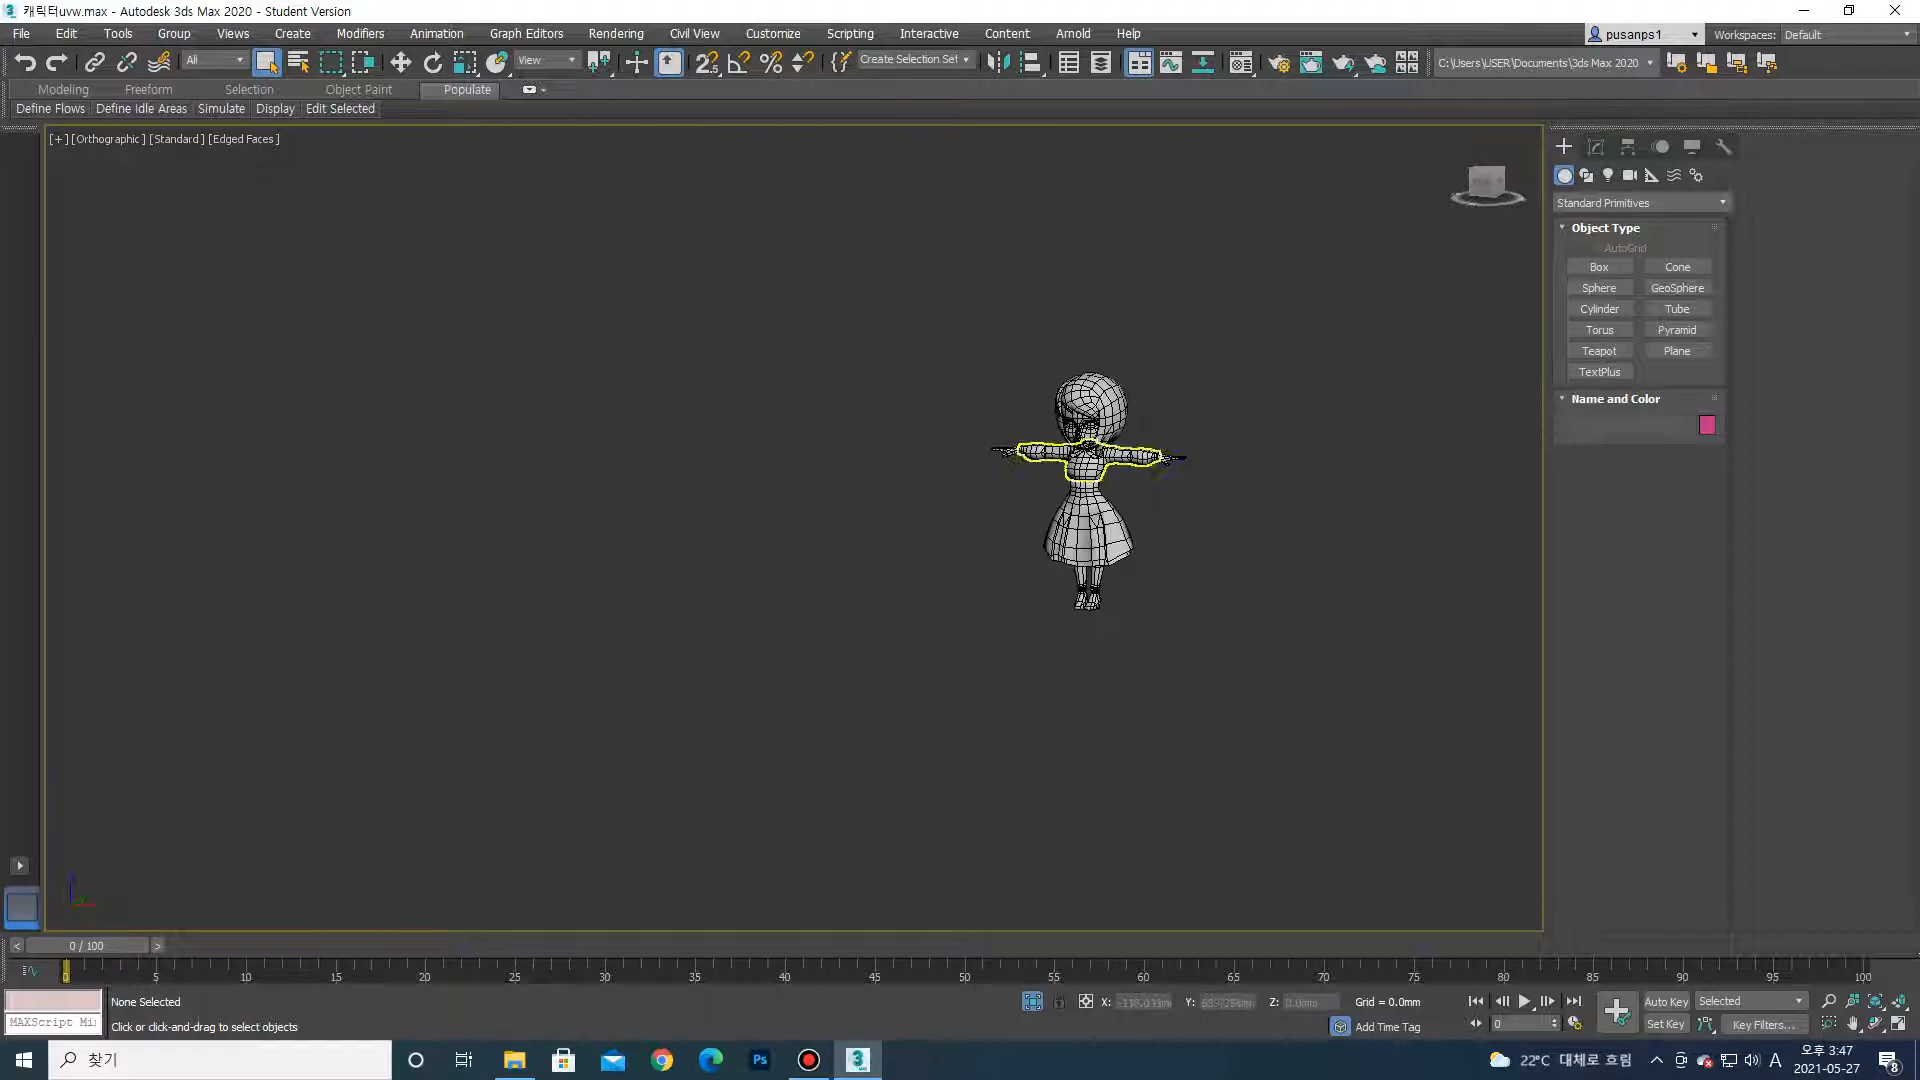 캐릭터uvw.max - Autodesk 3ds Max 2020 - Student Version
File Edit Tools Group Views Create Modifiers Animation Graph Editors Rendering Civil View Customize Scripting Interactive Content Arnold Help pusanps1 Workspaces: Default
All View Create Selection Set C:\Users\USER\Documents\3ds Max 2020
Modeling Freeform Selection Object Paint Populate
Define Flows Define Idle Areas Simulate Display Edit Selected
[+] [Orthographic] [Standard] [Edged Faces]
Standard Primitives
Object Type
AutoGrid
Box Cone
Sphere GeoSphere
Cylinder Tube
Torus Pyramid
Teapot Plane
TextPlus
Name and Color
< 0 / 100 >
0 5 10 15 20 25 30 35 40 45 50 55 60 65 70 75 80 85 90 95 100
None Selected X: Y: Z: 0.0mm Grid = 0.0mm Auto Key Selected
MAXScript Mi Click or click-and-drag to select objects Add Time Tag 0 Set Key Key Filters...
찾기 Ps 3 22°C 대체로 흐림 A 오후 3:47
2021-05-27 8